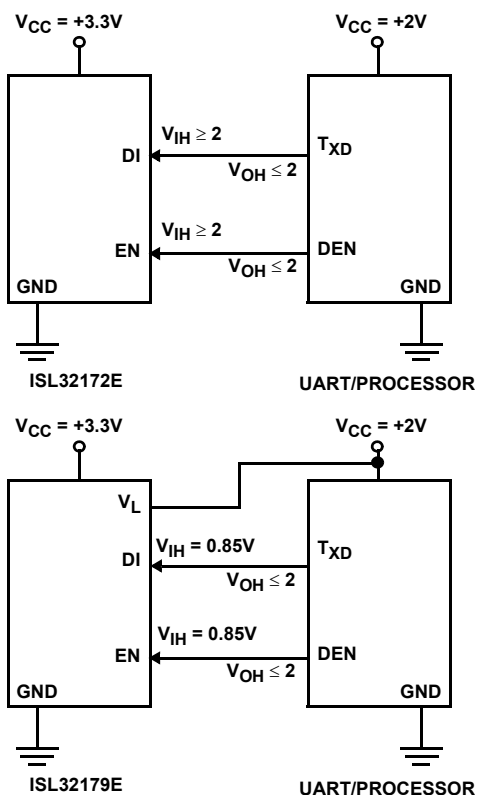 VCC = +3.3V
VCC = +2V
DI
VIH ≥ 2
VOH ≤ 2
TXD
EN
VIH ≥ 2
VOH ≤ 2
DEN
GND
GND
ISL32172E
UART/PROCESSOR
VCC = +3.3V
VCC = +2V
VL
DI
VIH = 0.85V
VOH ≤ 2
TXD
EN
VIH = 0.85V
VOH ≤ 2
DEN
GND
GND
ISL32179E
UART/PROCESSOR